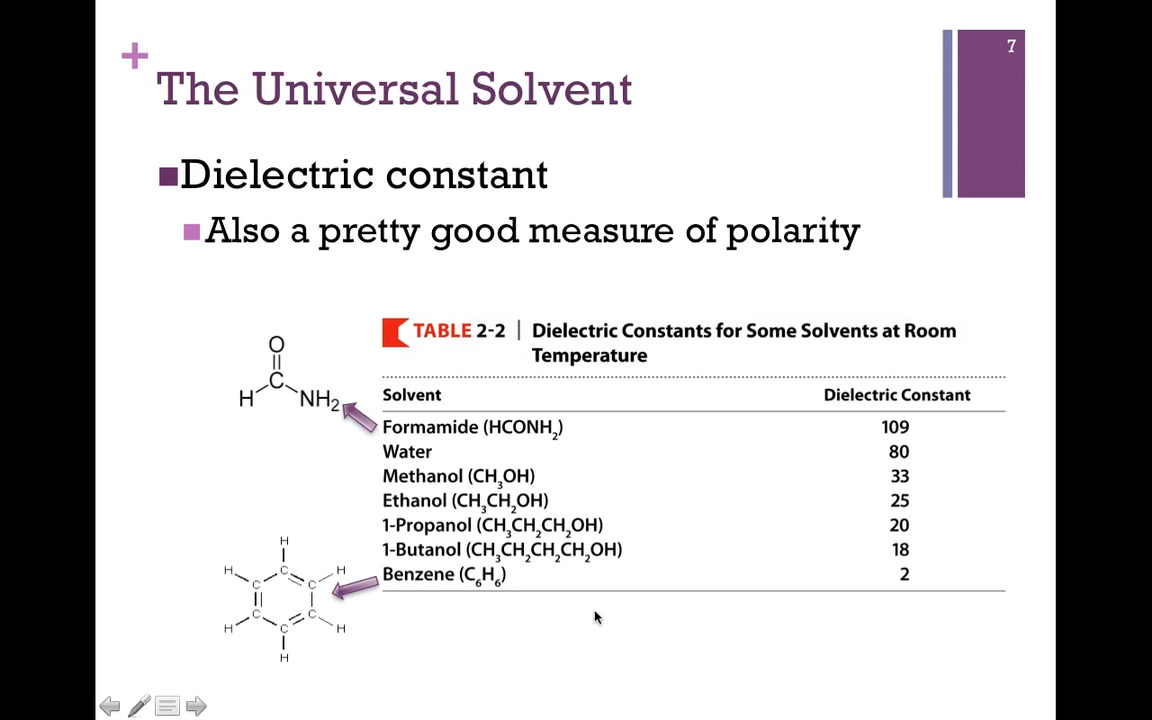 7
+
The Universal Solvent
Dielectric constant
Also a pretty good measure of polarity
TABLE 2-2 | Dielectric Constants for Some Solvents at Room
Temperature
Solvent Dielectric Constant
Formamide (HCONH₂) 109
Water 80
Methanol (CH₃OH) 33
Ethanol (CH₃CH₂OH) 25
1-Propanol (CH₃CH₂CH₂OH) 20
1-Butanol (CH₃CH₂CH₂CH₂OH) 18
Benzene (C₆H₆) 2
O
C
H NH₂
H
H C H
C C
C C
H C H
H